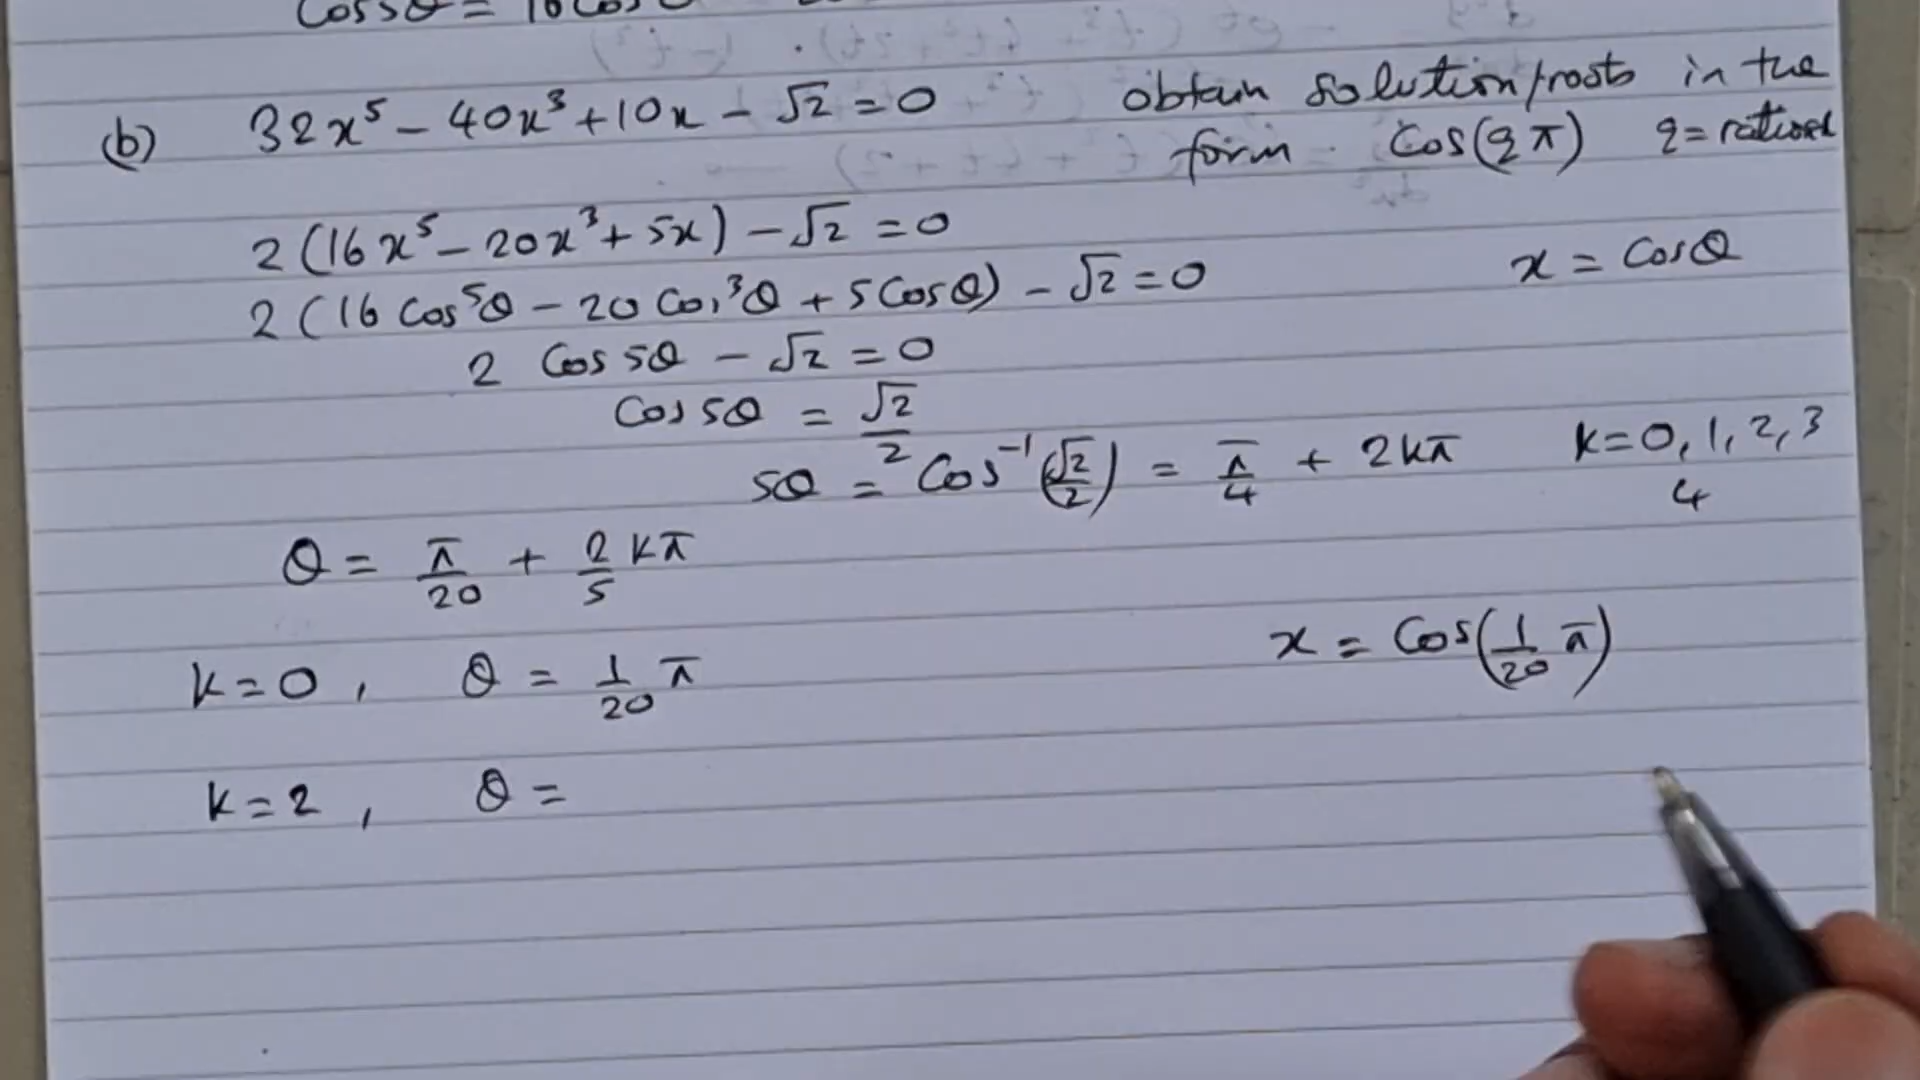 Cos5θ = 16 Cos
(b) 32x⁵ - 40x³ + 10x - √2 = 0 obtain solution/roots in the
form Cos(qπ) q = rational
2(16x⁵ - 20x³ + 5x) - √2 = 0
x = Cosθ
2(16 Cos⁵θ - 20 Cos³θ + 5 Cosθ) - √2 = 0
2 Cos 5θ - √2 = 0
Cos 5θ = √2/2
5θ = Cos⁻¹(√2/2) = π/4 + 2kπ k = 0, 1, 2, 3
4
θ = π/20 + 2/5 kπ
k = 0, θ = 1/20 π x = Cos(1/20 π)
k = 2, θ =